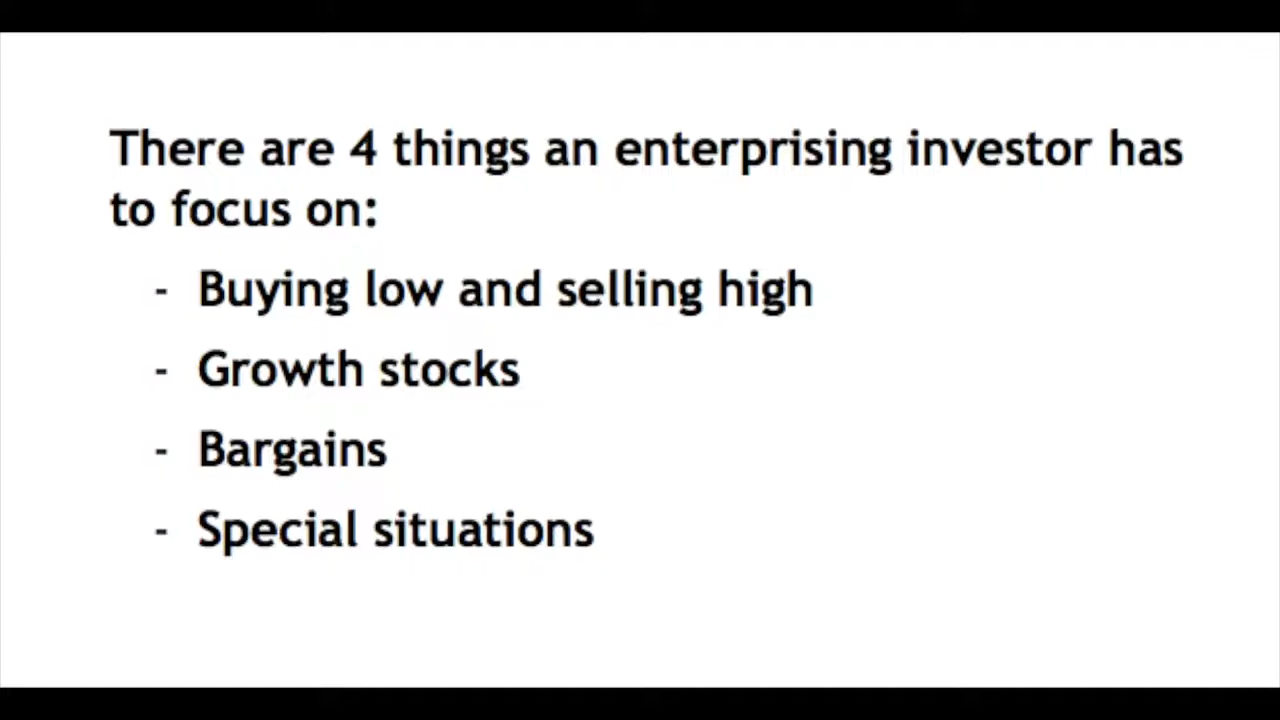 There are 4 things an enterprising investor has
to focus on:
- Buying low and selling high
- Growth stocks
- Bargains
- Special situations